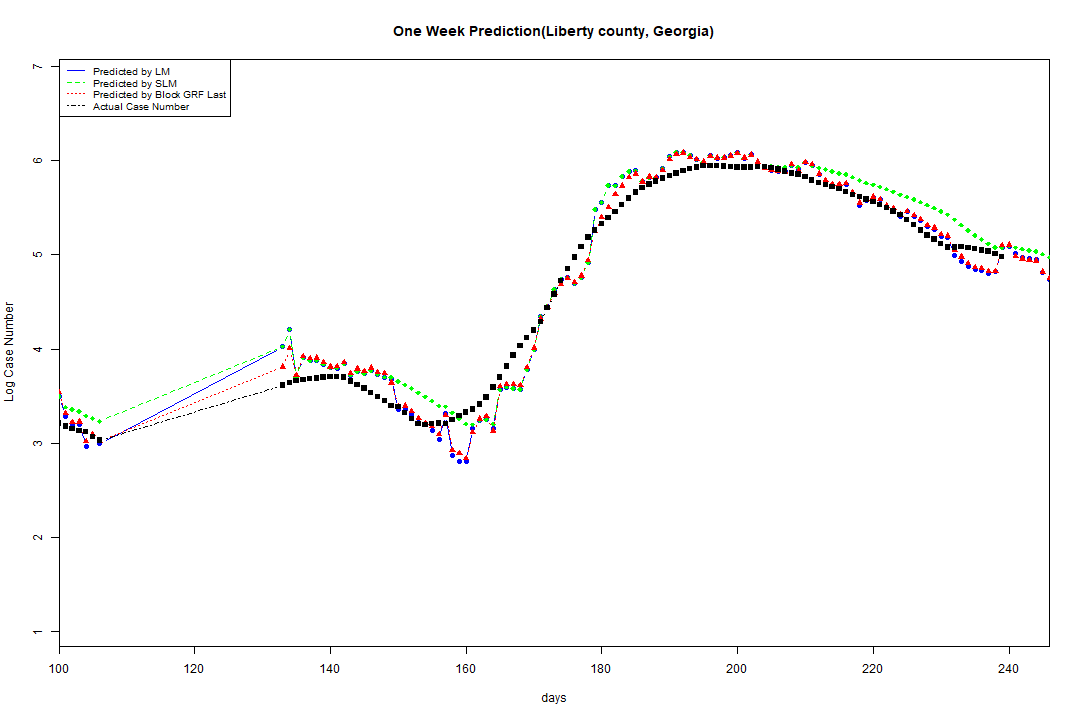 One Week Prediction(Liberty county, Georgia)
Predicted by LM
Predicted by SLM
Predicted by Block GRF Last
Actual Case Number
Log Case Number
7
6
5
4
3
2
1
100 120 140 160 180 200 220 240
days